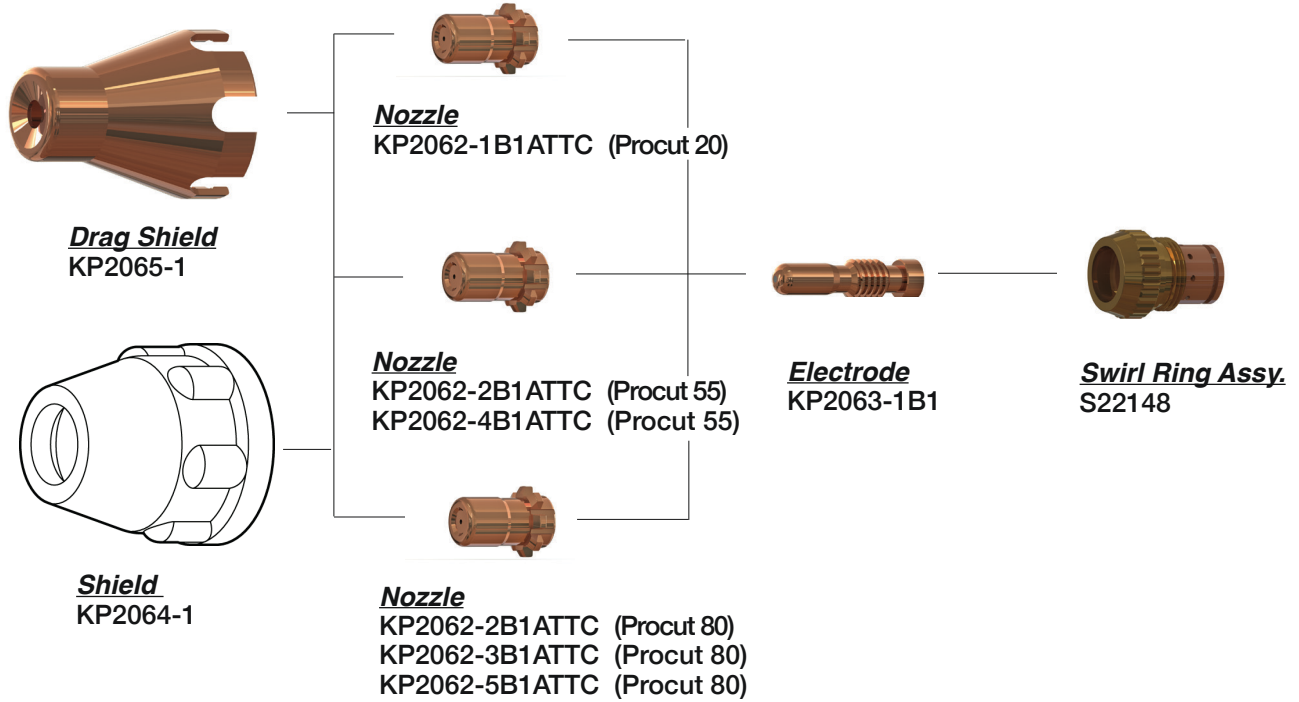 Nozzle
KP2062-1B1ATTC (Procut 20)
Drag Shield
KP2065-1
Nozzle
KP2062-2B1ATTC (Procut 55)
KP2062-4B1ATTC (Procut 55)
Electrode
KP2063-1B1
Swirl Ring Assy.
S22148
Shield
KP2064-1
Nozzle
KP2062-2B1ATTC (Procut 80)
KP2062-3B1ATTC (Procut 80)
KP2062-5B1ATTC (Procut 80)